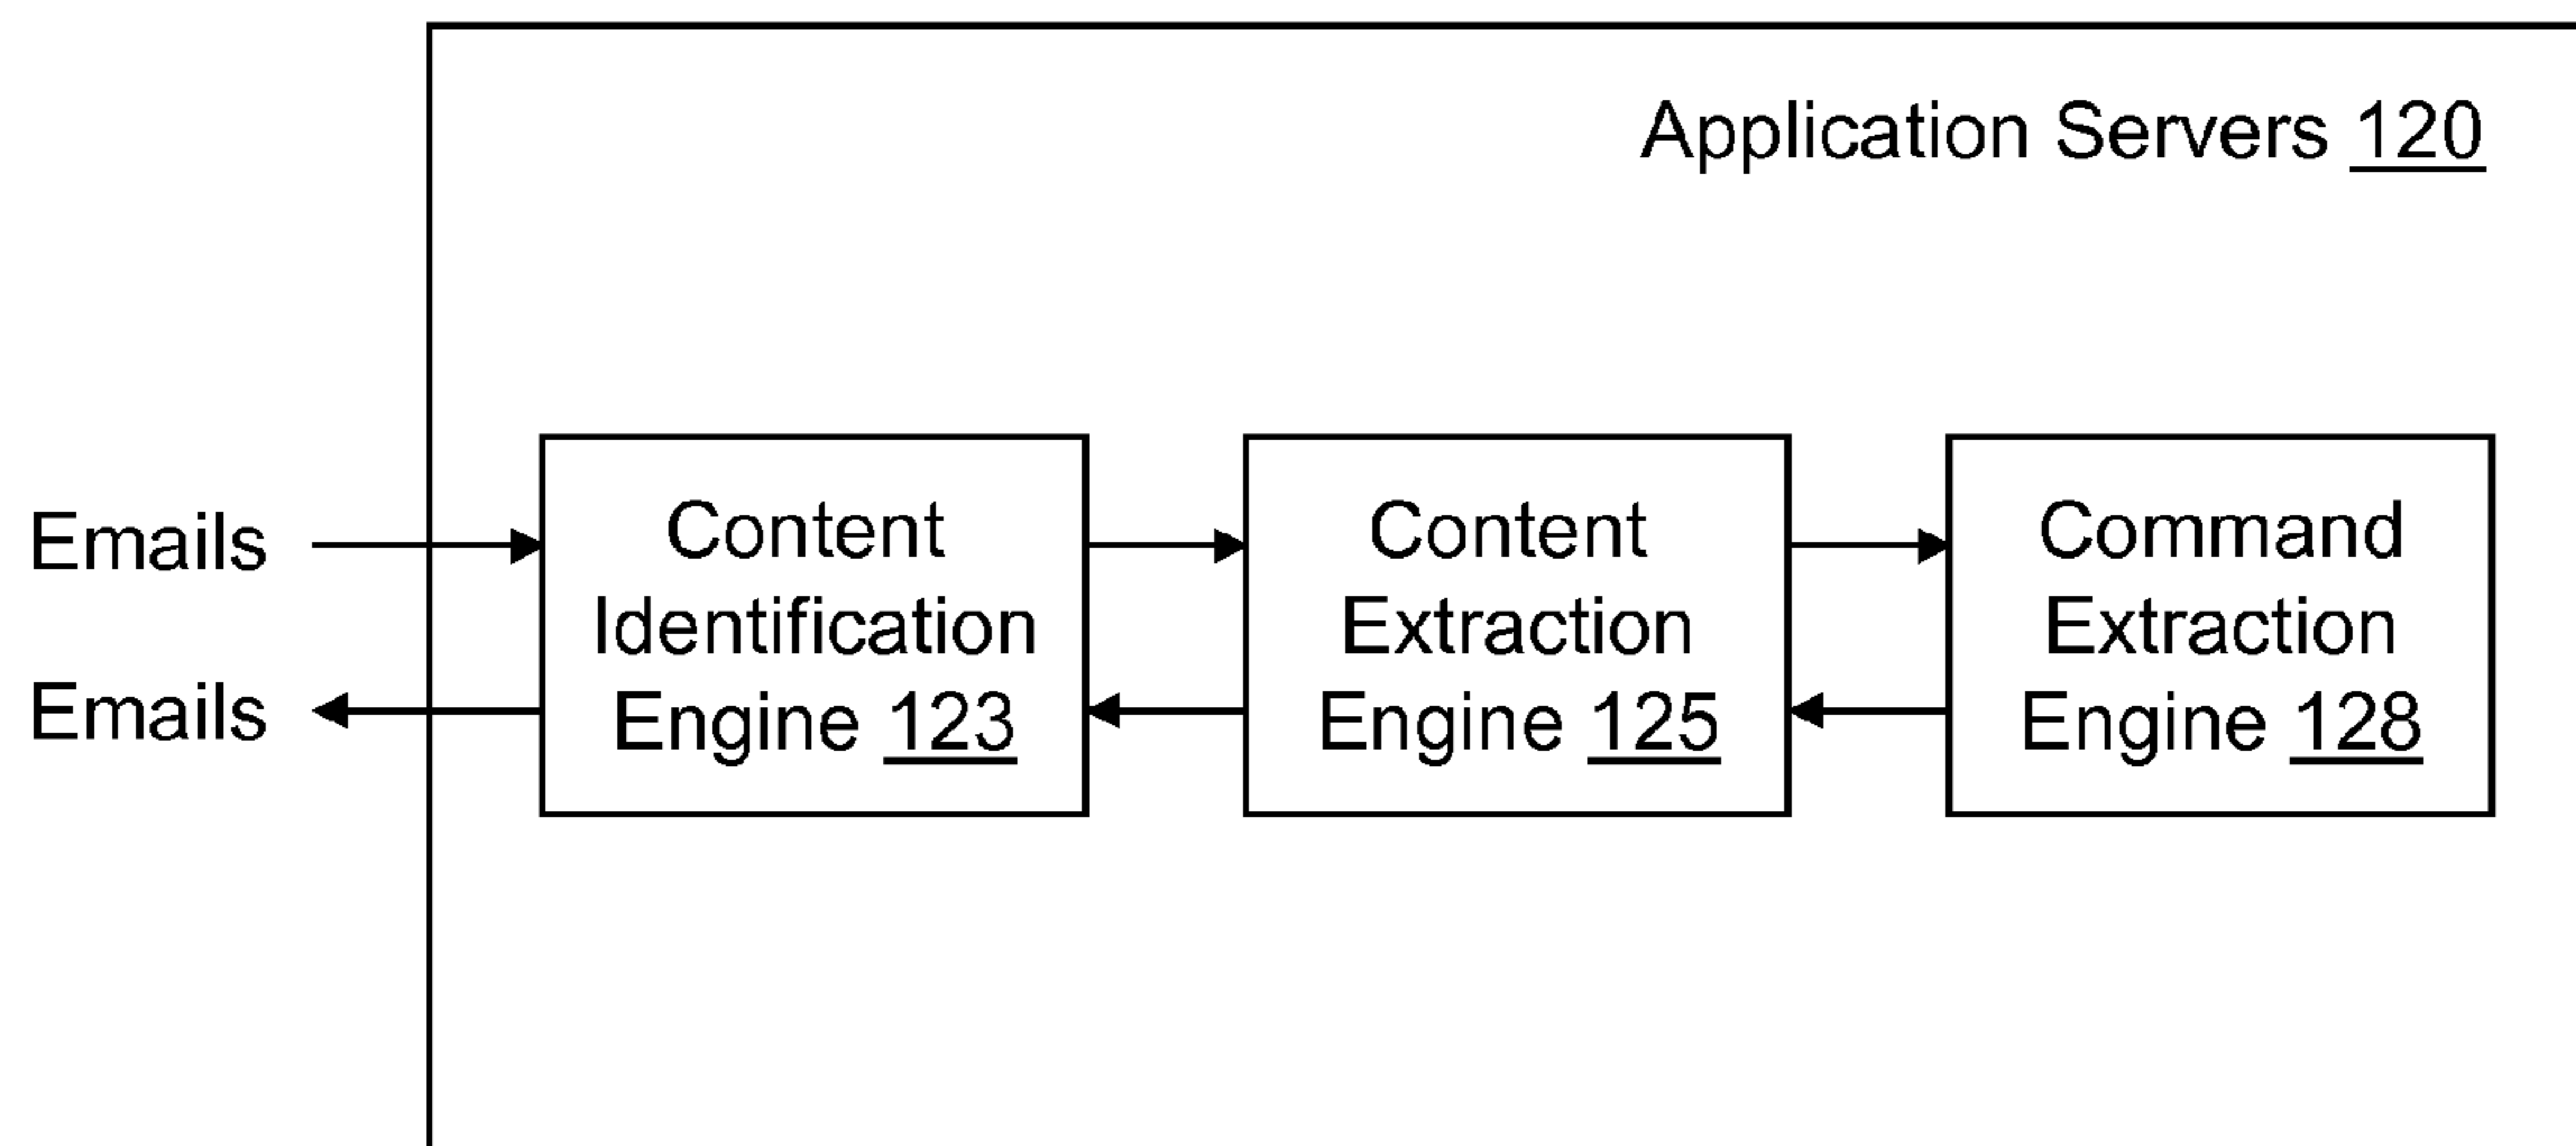 Application Servers 120
Emails
Emails
Content
Identification
Engine 123
Content
Extraction
Engine 125
Command
Extraction
Engine 128